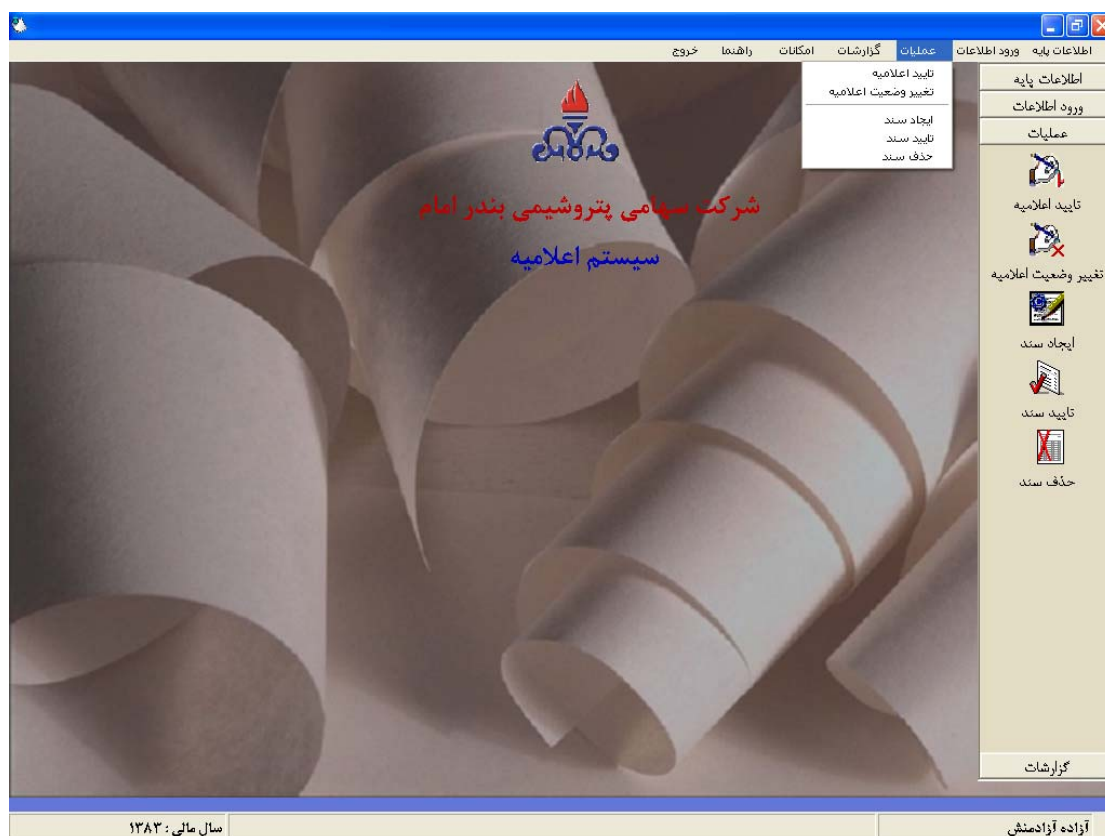 اطلاعات پایه ورود اطلاعات عملیات گزارشات امکانات راهنما خروج
تایید اعلامیه
تغییر وضعیت اعلامیه
ایجاد سند
تایید سند
حذف سند
اطلاعات پایه
ورود اطلاعات
عملیات
تایید اعلامیه
تغییر وضعیت اعلامیه
ایجاد سند
تایید سند
حذف سند
گزارشات
شرکت سهامی پتروشیمی بندر امام
سیستم اعلامیه
آزاده آزادمنش
سال مالی : ۱۳۸۳